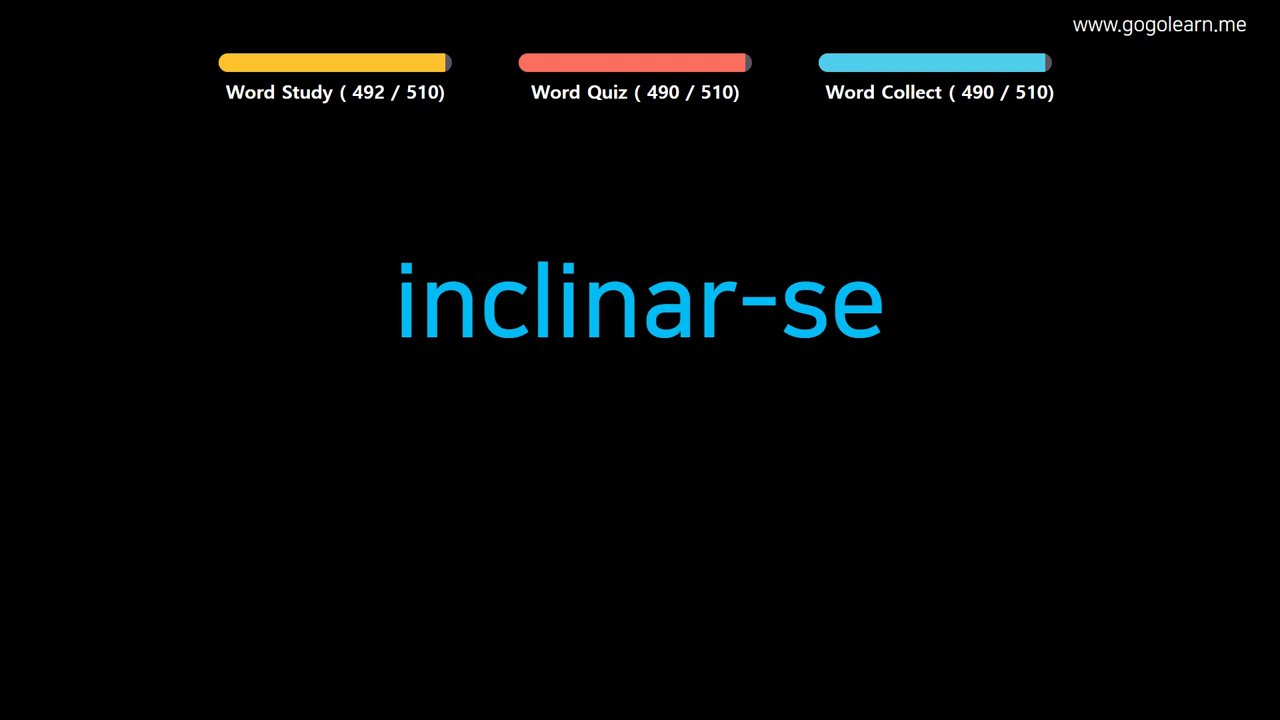 www.gogolearn.me
Word Study ( 492 / 510)
Word Quiz ( 490 / 510)
Word Collect ( 490 / 510)
inclinar-se